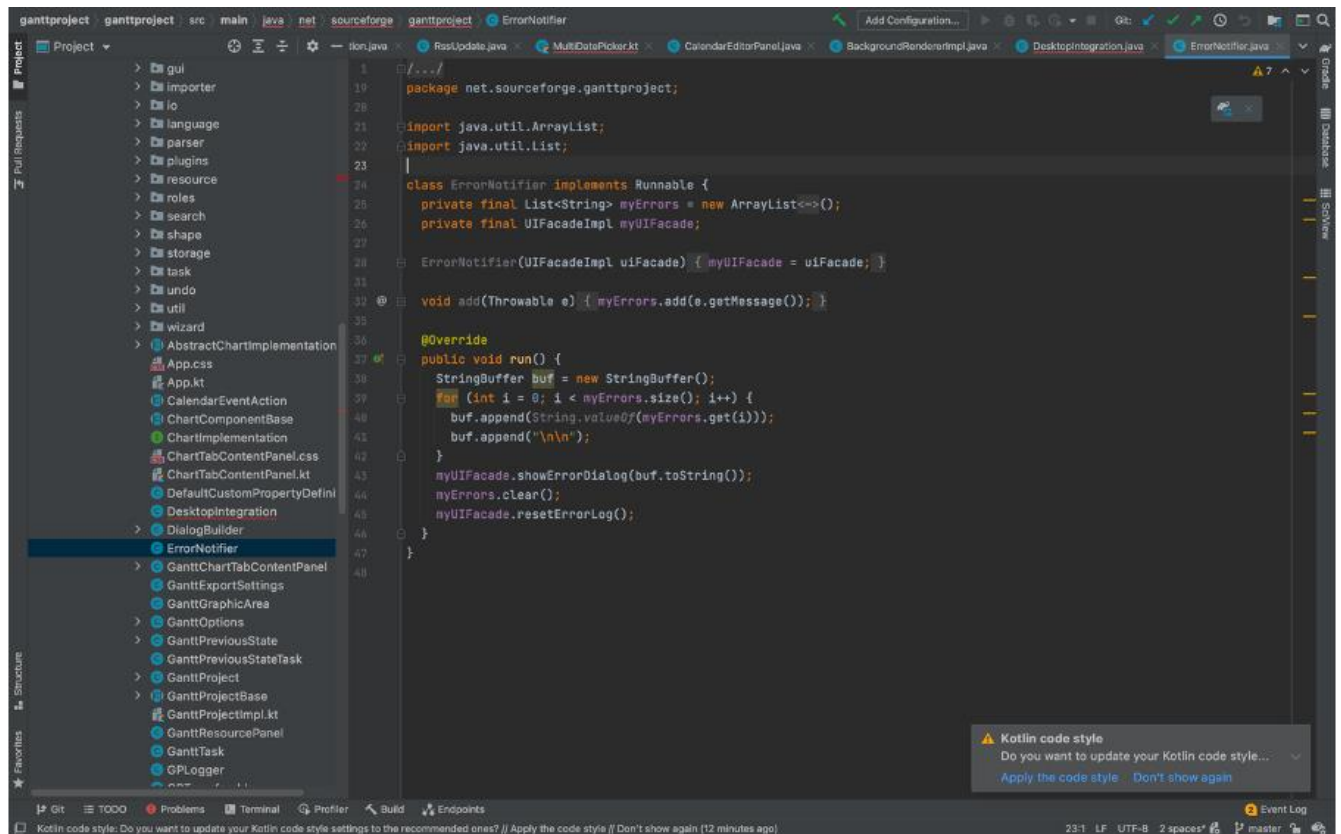 ganttproject ganttproject src main java net sourceforge ganttproject ErrorNotifier
Add Configuration... Git:
Project
tion.java RssUpdate.java MultiDatePicker.kt CalendarEditorPanel.java BackgroundRendererImpl.java DesktopIntegration.java ErrorNotifier.java
Project
Pull Requests
Structure
Favorites
gui
importer
io
language
parser
plugins
resource
roles
search
shape
storage
task
undo
util
wizard
AbstractChartImplementation
App.css
App.kt
CalendarEventAction
ChartComponentBase
ChartImplementation
ChartTabContentPanel.css
ChartTabContentPanel.kt
DefaultCustomPropertyDefini
DesktopIntegration
DialogBuilder
ErrorNotifier
GanttChartTabContentPanel
GanttExportSettings
GanttGraphicArea
GanttOptions
GanttPreviousState
GanttPreviousStateTask
GanttProject
GanttProjectBase
GanttProjectImpl.kt
GanttResourcePanel
GanttTask
GPLogger
1 /.../
19 package net.sourceforge.ganttproject;
20
21 import java.util.ArrayList;
22 import java.util.List;
23
24 class ErrorNotifier implements Runnable {
25 private final List<String> myErrors = new ArrayList<~>();
26 private final UIFacadeImpl myUIFacade;
27
28 ErrorNotifier(UIFacadeImpl uiFacade) { myUIFacade = uiFacade; }
31
32 @ void add(Throwable e) { myErrors.add(e.getMessage()); }
35
36 @Override
37 public void run() {
38 StringBuffer buf = new StringBuffer();
39 for (int i = 0; i < myErrors.size(); i++) {
40 buf.append(String.valueOf(myErrors.get(i)));
41 buf.append("\n\n");
42 }
43 myUIFacade.showErrorDialog(buf.toString());
44 myErrors.clear();
45 myUIFacade.resetErrorLog();
46 }
47 }
48
7
Gradle
Database
SciView
Kotlin code style
Do you want to update your Kotlin code style...
Apply the code style Don't show again
Git TODO Problems Terminal Profiler Build Endpoints 2 Event Log
Kotlin code style: Do you want to update your Kotlin code style settings to the recommended ones? // Apply the code style // Don't show again (12 minutes ago) 23:1 LF UTF-8 2 spaces* master